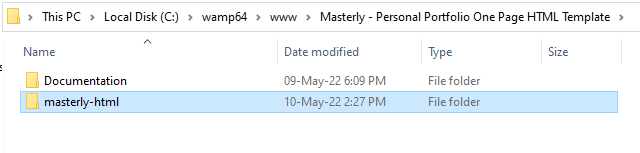 This PC > Local Disk (C:) > wamp64 > www > Masterly - Personal Portfolio One Page HTML Template >
Name Date modified Type
Documentation 09-May-22 6:09 PM File folder
masterly-html 10-May-22 2:27 PM File folder